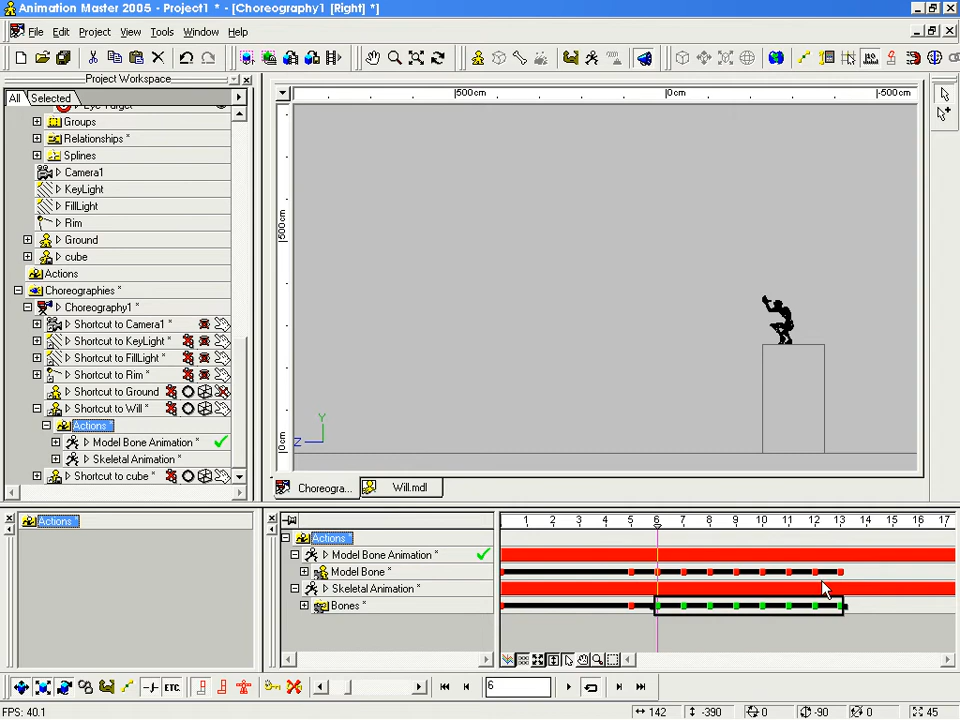 Animation Master 2005 - Project1 * - [Choreography1 [Right] *]
File Edit Project View Tools Window Help
Project Workspace
All Selected
Groups
Relationships *
Splines
Camera1
KeyLight
FillLight
Rim
Ground
cube
Actions
Choreographies *
Choreography1 *
Shortcut to Camera1 *
Shortcut to KeyLight *
Shortcut to FillLight *
Shortcut to Rim *
Shortcut to Ground
Shortcut to Will *
Actions *
Model Bone Animation *
Skeletal Animation *
Shortcut to cube *
|500cm |0cm |-500cm
|500cm
|0cm
Y
Z
Choreogra... Will.mdl
Actions *
Actions *
Model Bone Animation *
Model Bone *
Skeletal Animation *
Bones *
1 2 3 4 5 6 7 8 9 10 11 12 13 14 15 16 17
ETC.
6
FPS: 40.1
142 -390 0 -90 0 45